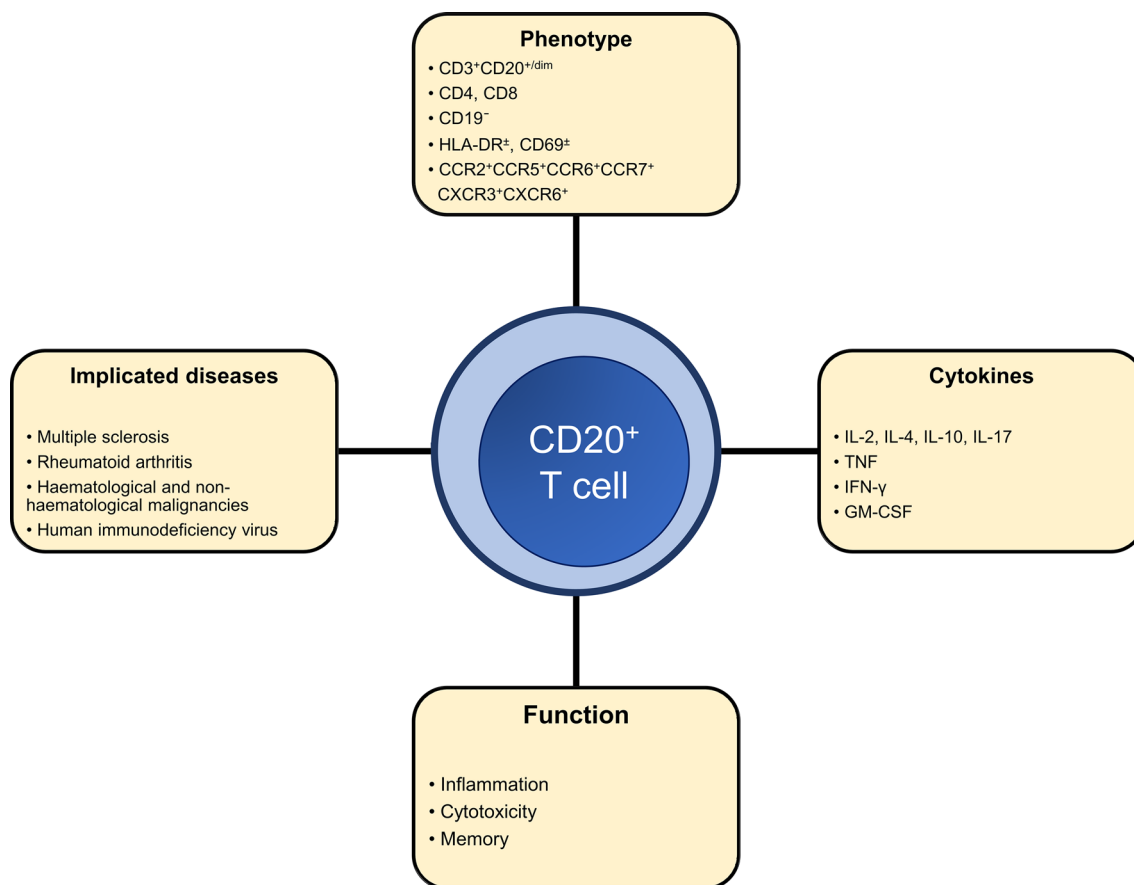 Phenotype
• CD3⁺CD20⁺/ᵈⁱᵐ
• CD4, CD8
• CD19⁻
• HLA-DR±, CD69±
• CCR2⁺CCR5⁺CCR6⁺CCR7⁺
CXCR3⁺CXCR6⁺
Implicated diseases
• Multiple sclerosis
• Rheumatoid arthritis
• Haematological and non-
haematological malignancies
• Human immunodeficiency virus
CD20⁺
T cell
Cytokines
• IL-2, IL-4, IL-10, IL-17
• TNF
• IFN-γ
• GM-CSF
Function
• Inflammation
• Cytotoxicity
• Memory